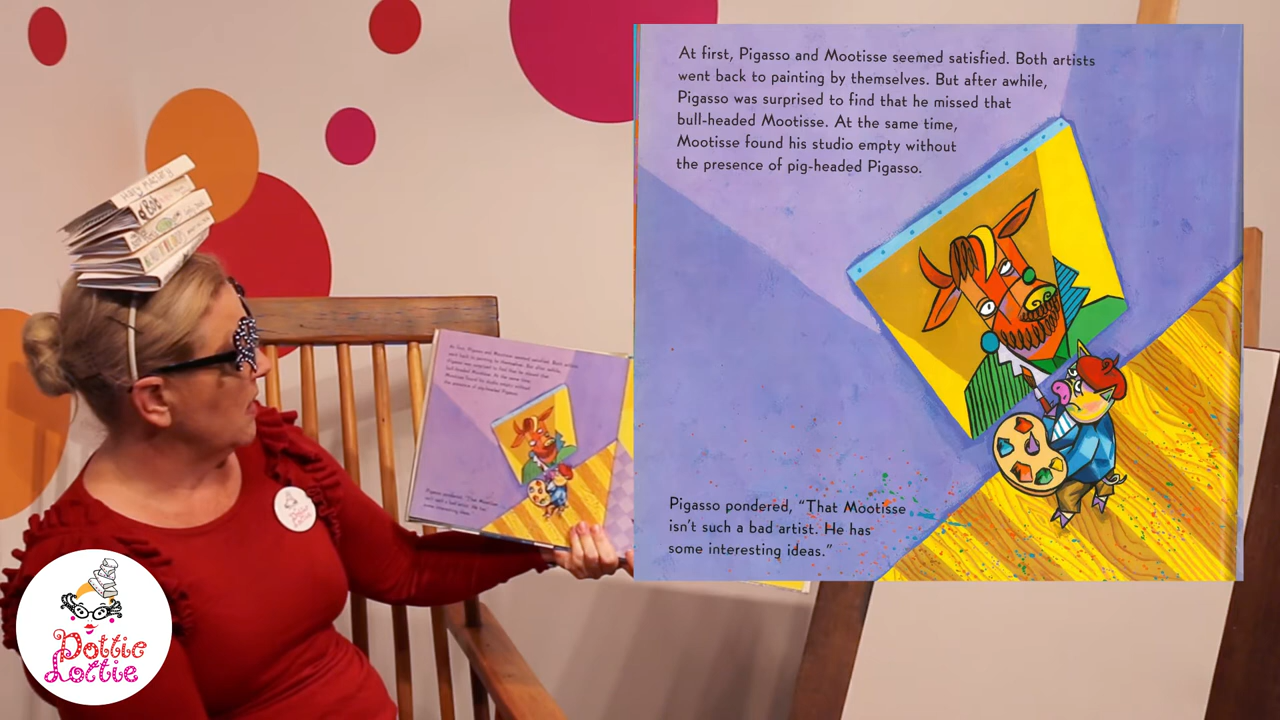 At first, Pigasso and Mootisse seemed satisfied. Both artists
went back to painting by themselves. But after awhile,
Pigasso was surprised to find that he missed that
bull-headed Mootisse. At the same time,
Mootisse found his studio empty without
the presence of pig-headed Pigasso.
Pigasso pondered, “That Mootisse
isn’t such a bad artist. He has
some interesting ideas.”
Dottie
Lottie